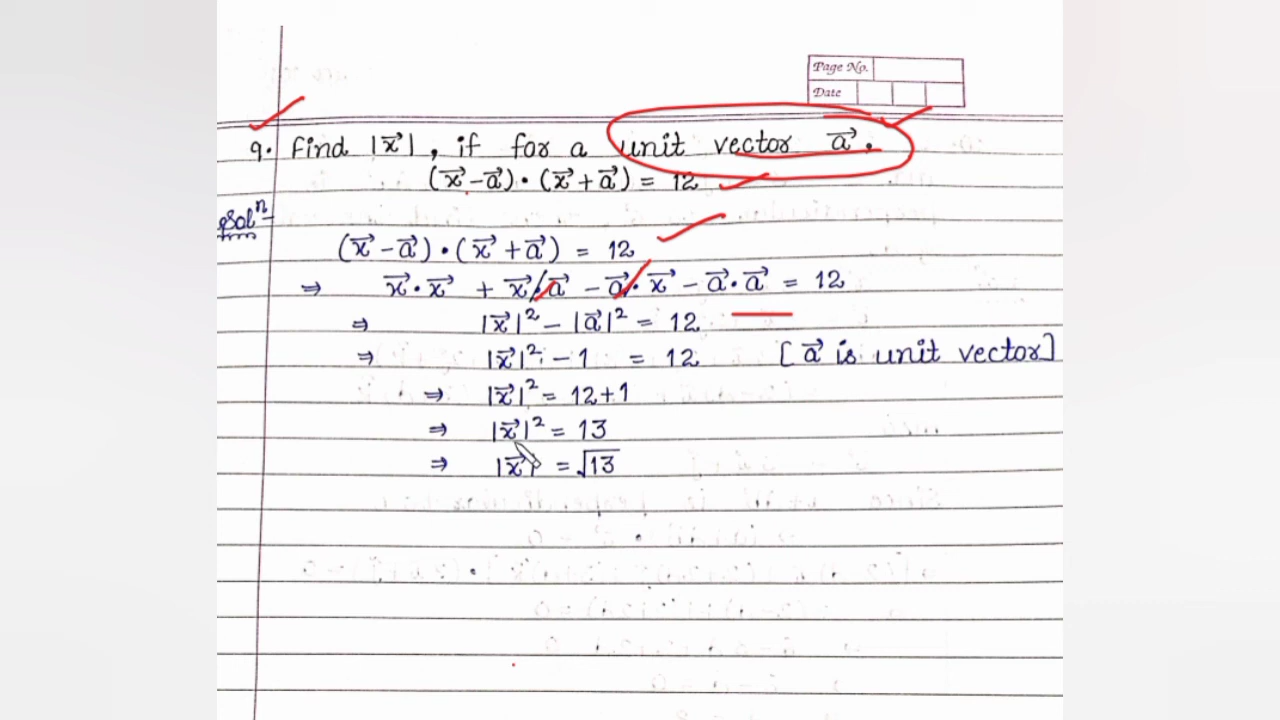 Page No.
Date
9. Find |x⃗|, if for a unit vector a⃗.
(x⃗-a⃗)·(x⃗+a⃗) = 12
Solⁿ-
(x⃗-a⃗)·(x⃗+a⃗) = 12
⇒ x⃗·x⃗ + x⃗·a⃗ - a⃗·x⃗ - a⃗·a⃗ = 12
⇒ |x⃗|² - |a⃗|² = 12
⇒ |x⃗|² - 1 = 12 [a⃗ is unit vector]
⇒ |x⃗|² = 12+1
⇒ |x⃗|² = 13
⇒ |x⃗| = √13